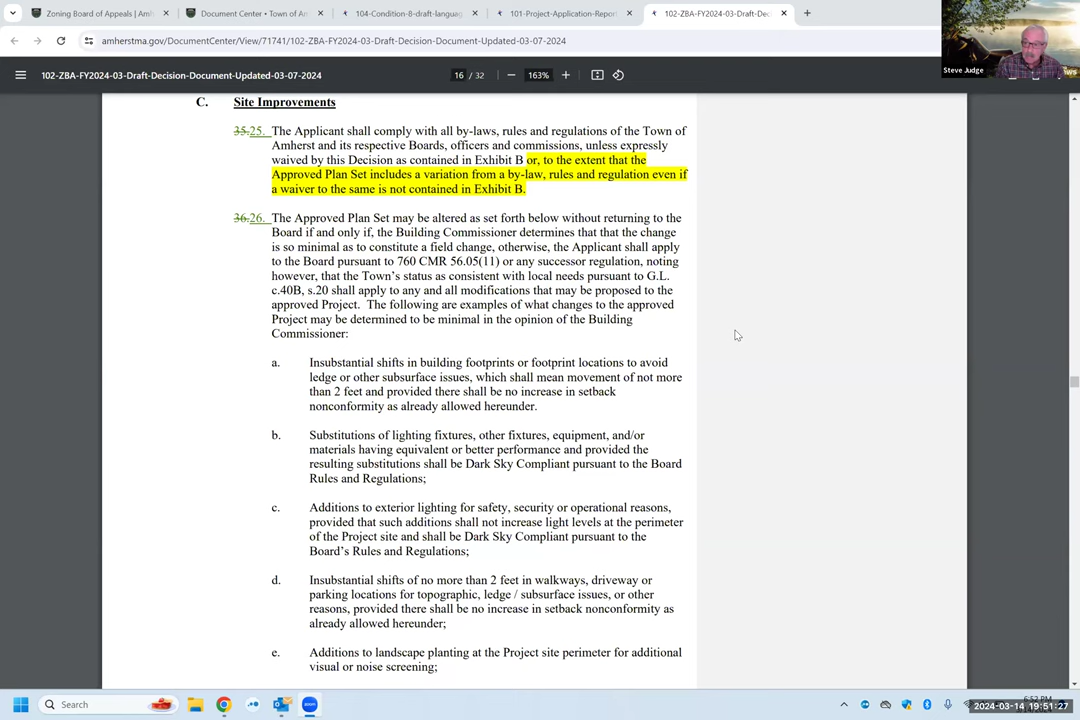 Zoning Board of Appeals | Amh
Document Center • Town of Am
104-Condition-8-draft-languag
101-Project-Application-Report
102-ZBA-FY2024-03-Draft-Dec
amherstma.gov/DocumentCenter/View/71741/102-ZBA-FY2024-03-Draft-Decision-Document-Updated-03-07-2024
102-ZBA-FY2024-03-Draft-Decision-Document-Updated-03-07-2024
16 / 32
163%
Steve Judge
C. Site Improvements
35.25. The Applicant shall comply with all by-laws, rules and regulations of the Town of
Amherst and its respective Boards, officers and commissions, unless expressly
waived by this Decision as contained in Exhibit B or, to the extent that the
Approved Plan Set includes a variation from a by-law, rules and regulation even if
a waiver to the same is not contained in Exhibit B.
36.26. The Approved Plan Set may be altered as set forth below without returning to the
Board if and only if, the Building Commissioner determines that that the change
is so minimal as to constitute a field change, otherwise, the Applicant shall apply
to the Board pursuant to 760 CMR 56.05(11) or any successor regulation, noting
however, that the Town's status as consistent with local needs pursuant to G.L.
c.40B, s.20 shall apply to any and all modifications that may be proposed to the
approved Project. The following are examples of what changes to the approved
Project may be determined to be minimal in the opinion of the Building
Commissioner:
a. Insubstantial shifts in building footprints or footprint locations to avoid
ledge or other subsurface issues, which shall mean movement of not more
than 2 feet and provided there shall be no increase in setback
nonconformity as already allowed hereunder.
b. Substitutions of lighting fixtures, other fixtures, equipment, and/or
materials having equivalent or better performance and provided the
resulting substitutions shall be Dark Sky Compliant pursuant to the Board
Rules and Regulations;
c. Additions to exterior lighting for safety, security or operational reasons,
provided that such additions shall not increase light levels at the perimeter
of the Project site and shall be Dark Sky Compliant pursuant to the
Board's Rules and Regulations;
d. Insubstantial shifts of no more than 2 feet in walkways, driveway or
parking locations for topographic, ledge / subsurface issues, or other
reasons, provided there shall be no increase in setback nonconformity as
already allowed hereunder;
e. Additions to landscape planting at the Project site perimeter for additional
visual or noise screening;
Search
6:52 PM
2024-03-14 19:51:27